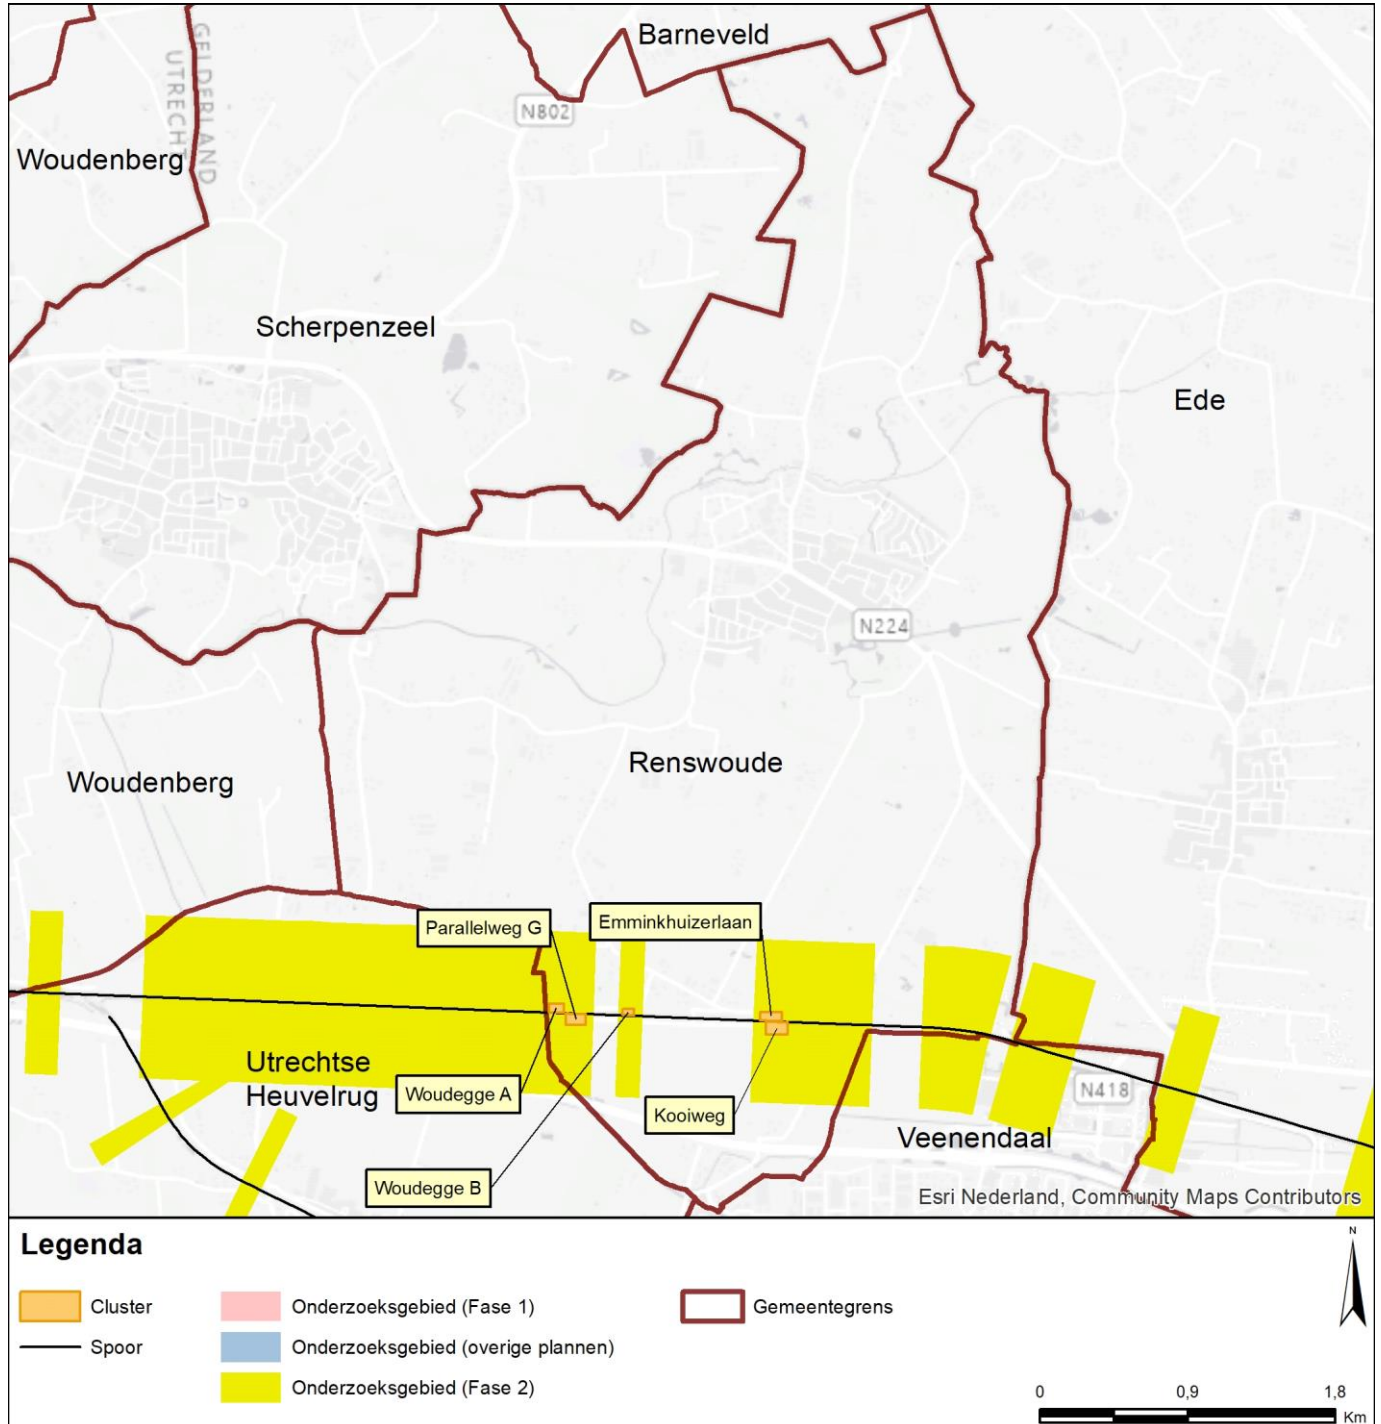 Barneveld
GELDERLAND
UTRECHT
N802
Woudenberg
Scherpenzeel
Ede
N224
Renswoude
Woudenberg
Parallelweg G
Emminkhuizerlaan
Utrechtse
Heuvelrug
Woudegge A
Kooiweg
N418
Veenendaal
Woudegge B
Esri Nederland, Community Maps Contributors
Legenda
N
Cluster
Onderzoeksgebied (Fase 1)
Gemeentegrens
Spoor
Onderzoeksgebied (overige plannen)
Onderzoeksgebied (Fase 2)
0 0,9 1,8
Km